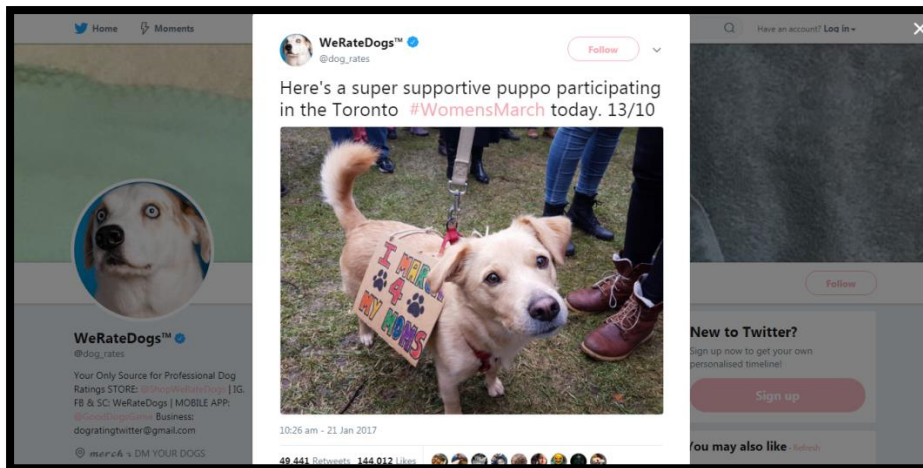 Home Moments
Have an account? Log in
WeRateDogs™
@dog_rates
Follow
Here's a super supportive puppo participating
in the Toronto #WomensMarch today. 13/10
I MARCH
4
MY MOMS
10:26 am - 21 Jan 2017
49,441 Retweets 144,012 Likes
WeRateDogs™
@dog_rates
Your Only Source for Professional Dog
Ratings STORE: @ShopWeRateDogs | IG,
FB & SC: WeRateDogs | MOBILE APP:
@GoodDogsGame Business:
dogratingtwitter@gmail.com
merch ↴ DM YOUR DOGS
Follow
New to Twitter?
Sign up now to get your own
personalised timeline!
Sign up
You may also like · Refresh